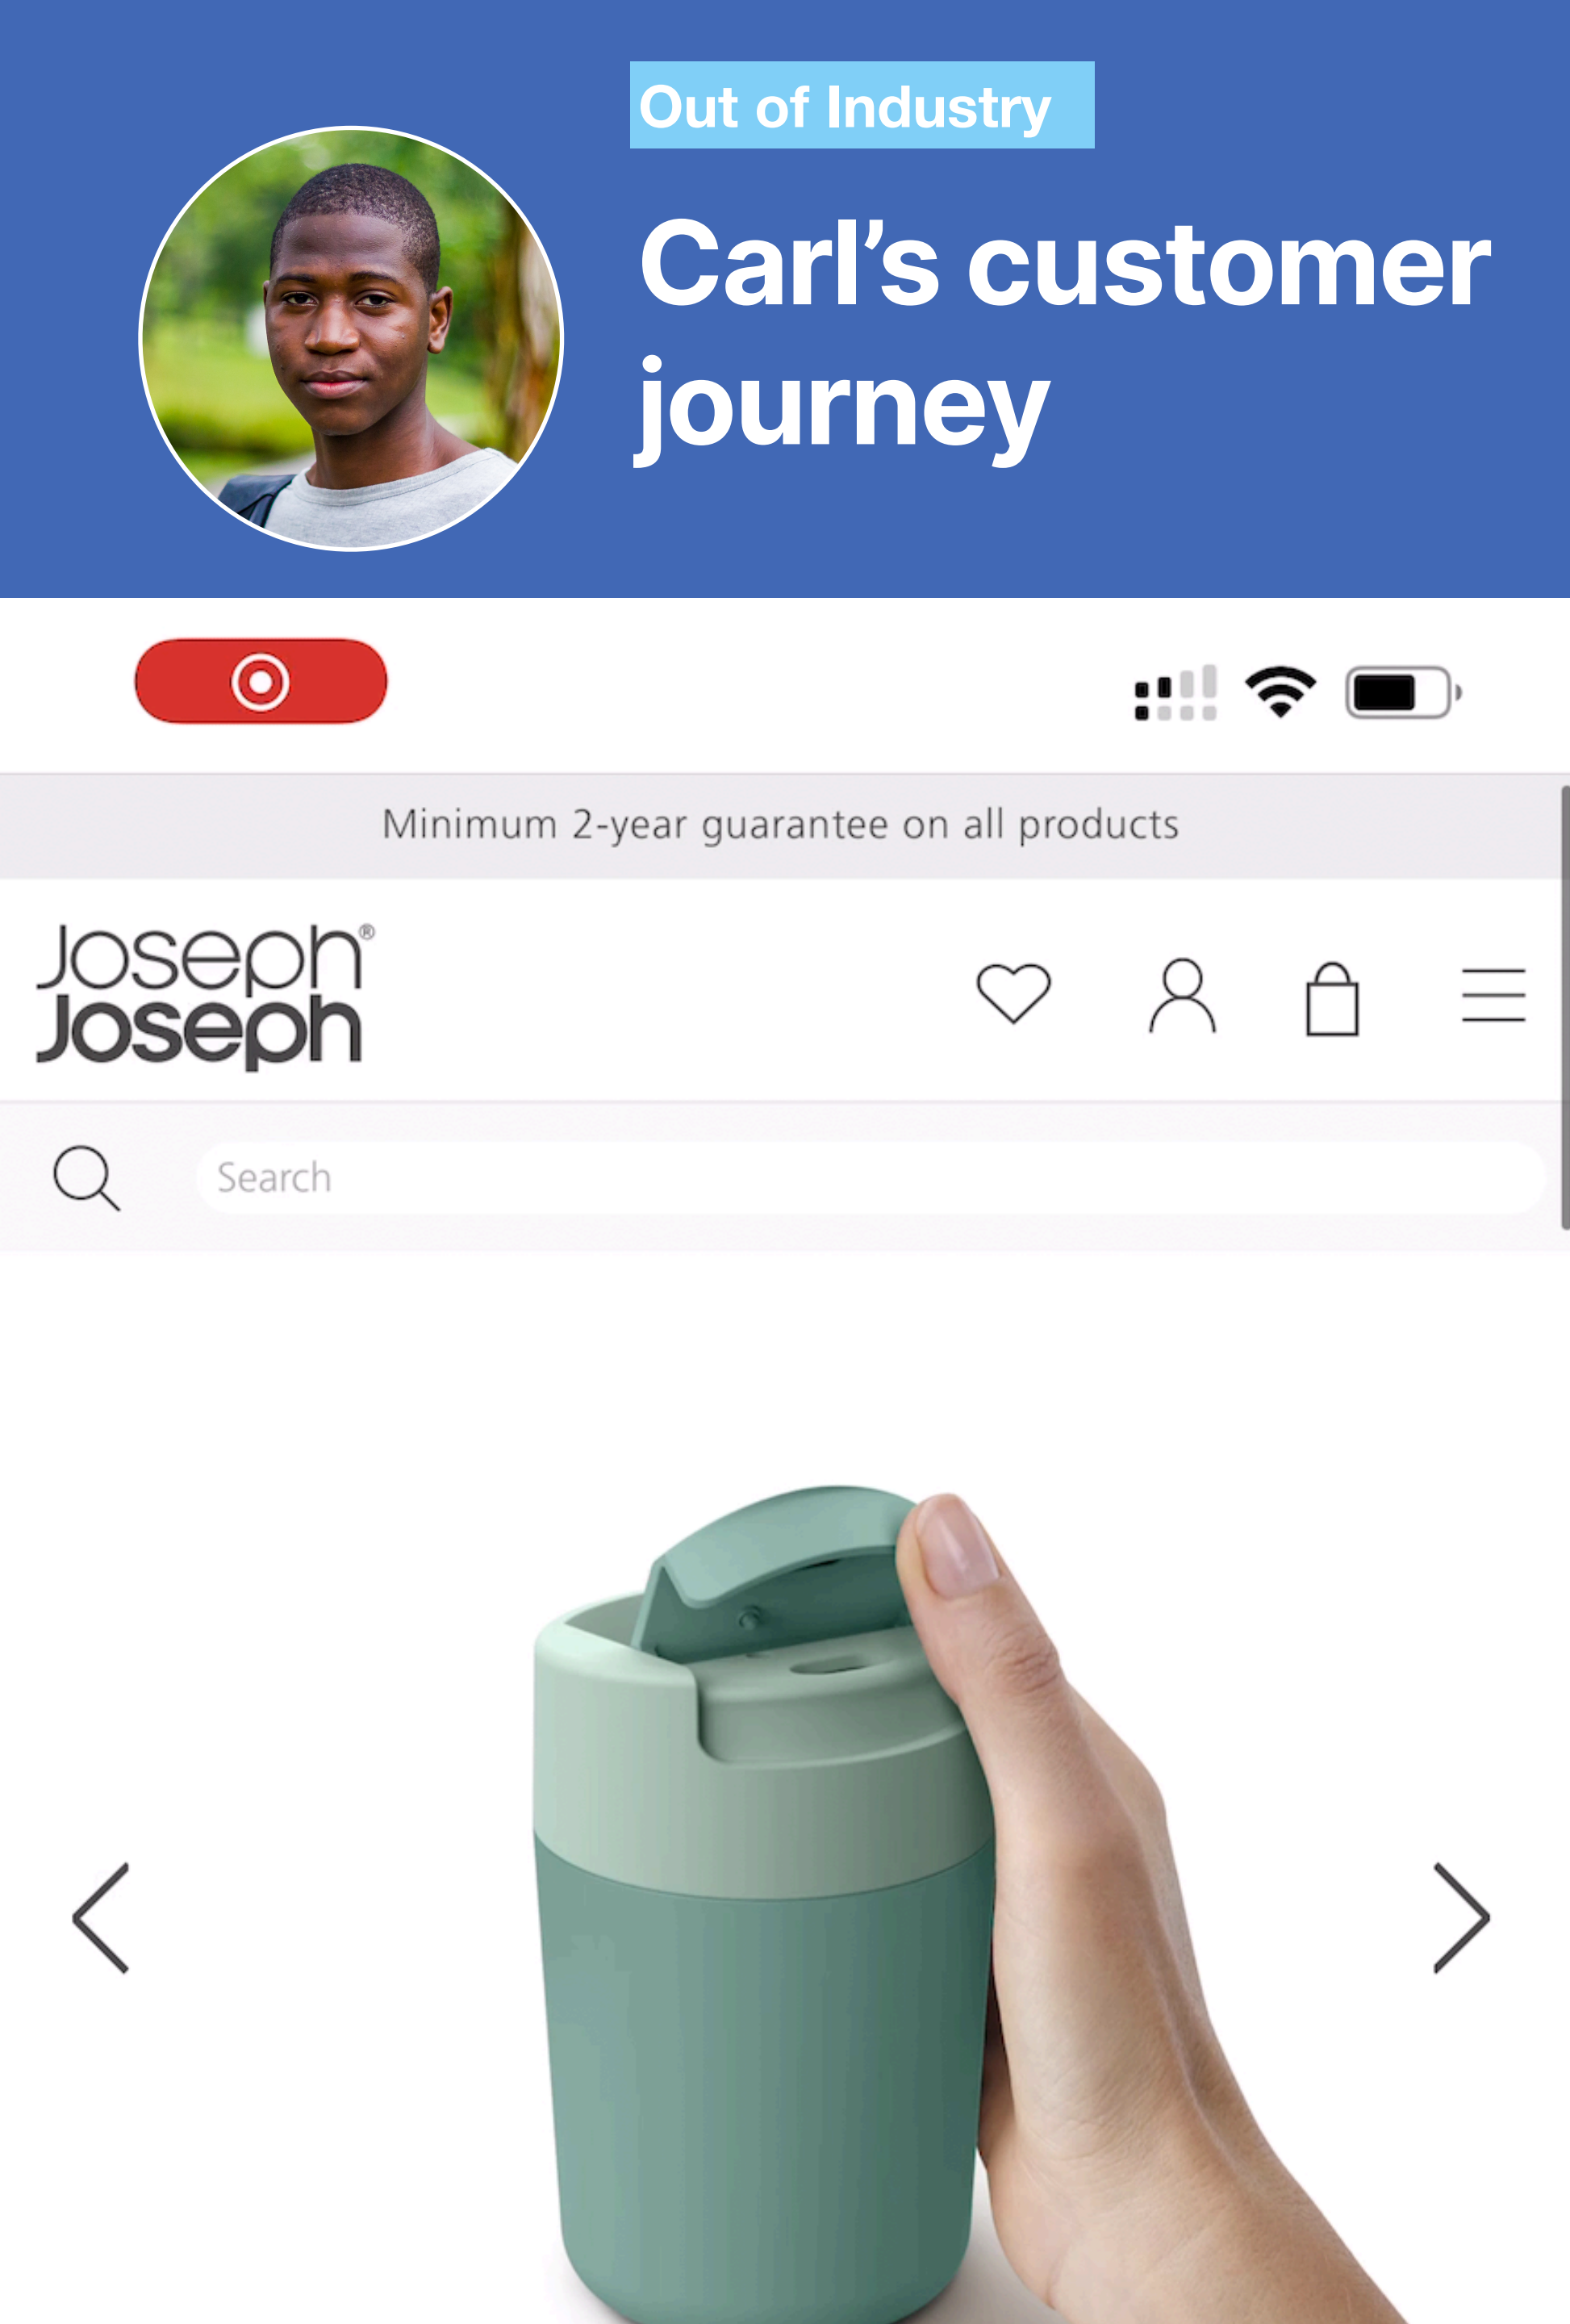 Out of Industry
Carl’s customer
journey
Minimum 2-year guarantee on all products
Joseph®
Joseph
Search